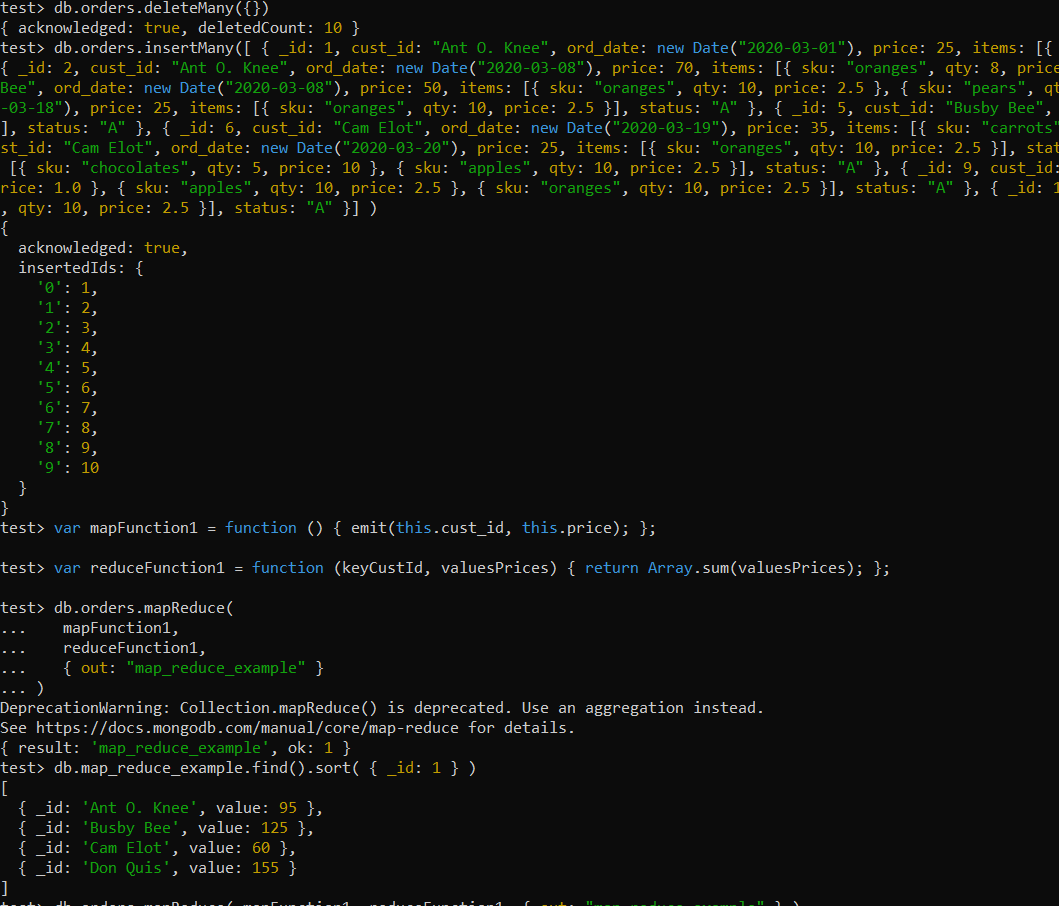 test> db.orders.deleteMany({})
{ acknowledged: true, deletedCount: 10 }
test> db.orders.insertMany([ { _id: 1, cust_id: "Ant O. Knee", ord_date: new Date("2020-03-01"), price: 25, items: [{
{ _id: 2, cust_id: "Ant O. Knee", ord_date: new Date("2020-03-08"), price: 70, items: [{ sku: "oranges", qty: 8, price
Bee", ord_date: new Date("2020-03-08"), price: 50, items: [{ sku: "oranges", qty: 10, price: 2.5 }, { sku: "pears", qt
-03-18"), price: 25, items: [{ sku: "oranges", qty: 10, price: 2.5 }], status: "A" }, { _id: 5, cust_id: "Busby Bee",
], status: "A" }, { _id: 6, cust_id: "Cam Elot", ord_date: new Date("2020-03-19"), price: 35, items: [{ sku: "carrots"
st_id: "Cam Elot", ord_date: new Date("2020-03-20"), price: 25, items: [{ sku: "oranges", qty: 10, price: 2.5 }], stat
[{ sku: "chocolates", qty: 5, price: 10 }, { sku: "apples", qty: 10, price: 2.5 }], status: "A" }, { _id: 9, cust_id:
rice: 1.0 }, { sku: "apples", qty: 10, price: 2.5 }, { sku: "oranges", qty: 10, price: 2.5 }], status: "A" }, { _id: 1
, qty: 10, price: 2.5 }], status: "A" }] )
{
  acknowledged: true,
  insertedIds: {
    '0': 1,
    '1': 2,
    '2': 3,
    '3': 4,
    '4': 5,
    '5': 6,
    '6': 7,
    '7': 8,
    '8': 9,
    '9': 10
  }
}
test> var mapFunction1 = function () { emit(this.cust_id, this.price); };
test> var reduceFunction1 = function (keyCustId, valuesPrices) { return Array.sum(valuesPrices); };
test> db.orders.mapReduce(
...    mapFunction1,
...    reduceFunction1,
...    { out: "map_reduce_example" }
... )
DeprecationWarning: Collection.mapReduce() is deprecated. Use an aggregation instead.
See https://docs.mongodb.com/manual/core/map-reduce for details.
{ result: 'map_reduce_example', ok: 1 }
test> db.map_reduce_example.find().sort( { _id: 1 } )
[
  { _id: 'Ant O. Knee', value: 95 },
  { _id: 'Busby Bee', value: 125 },
  { _id: 'Cam Elot', value: 60 },
  { _id: 'Don Quis', value: 155 }
]
test> db.orders.mapReduce( mapFunction1, reduceFunction1, { out: "map_reduce_example" } )